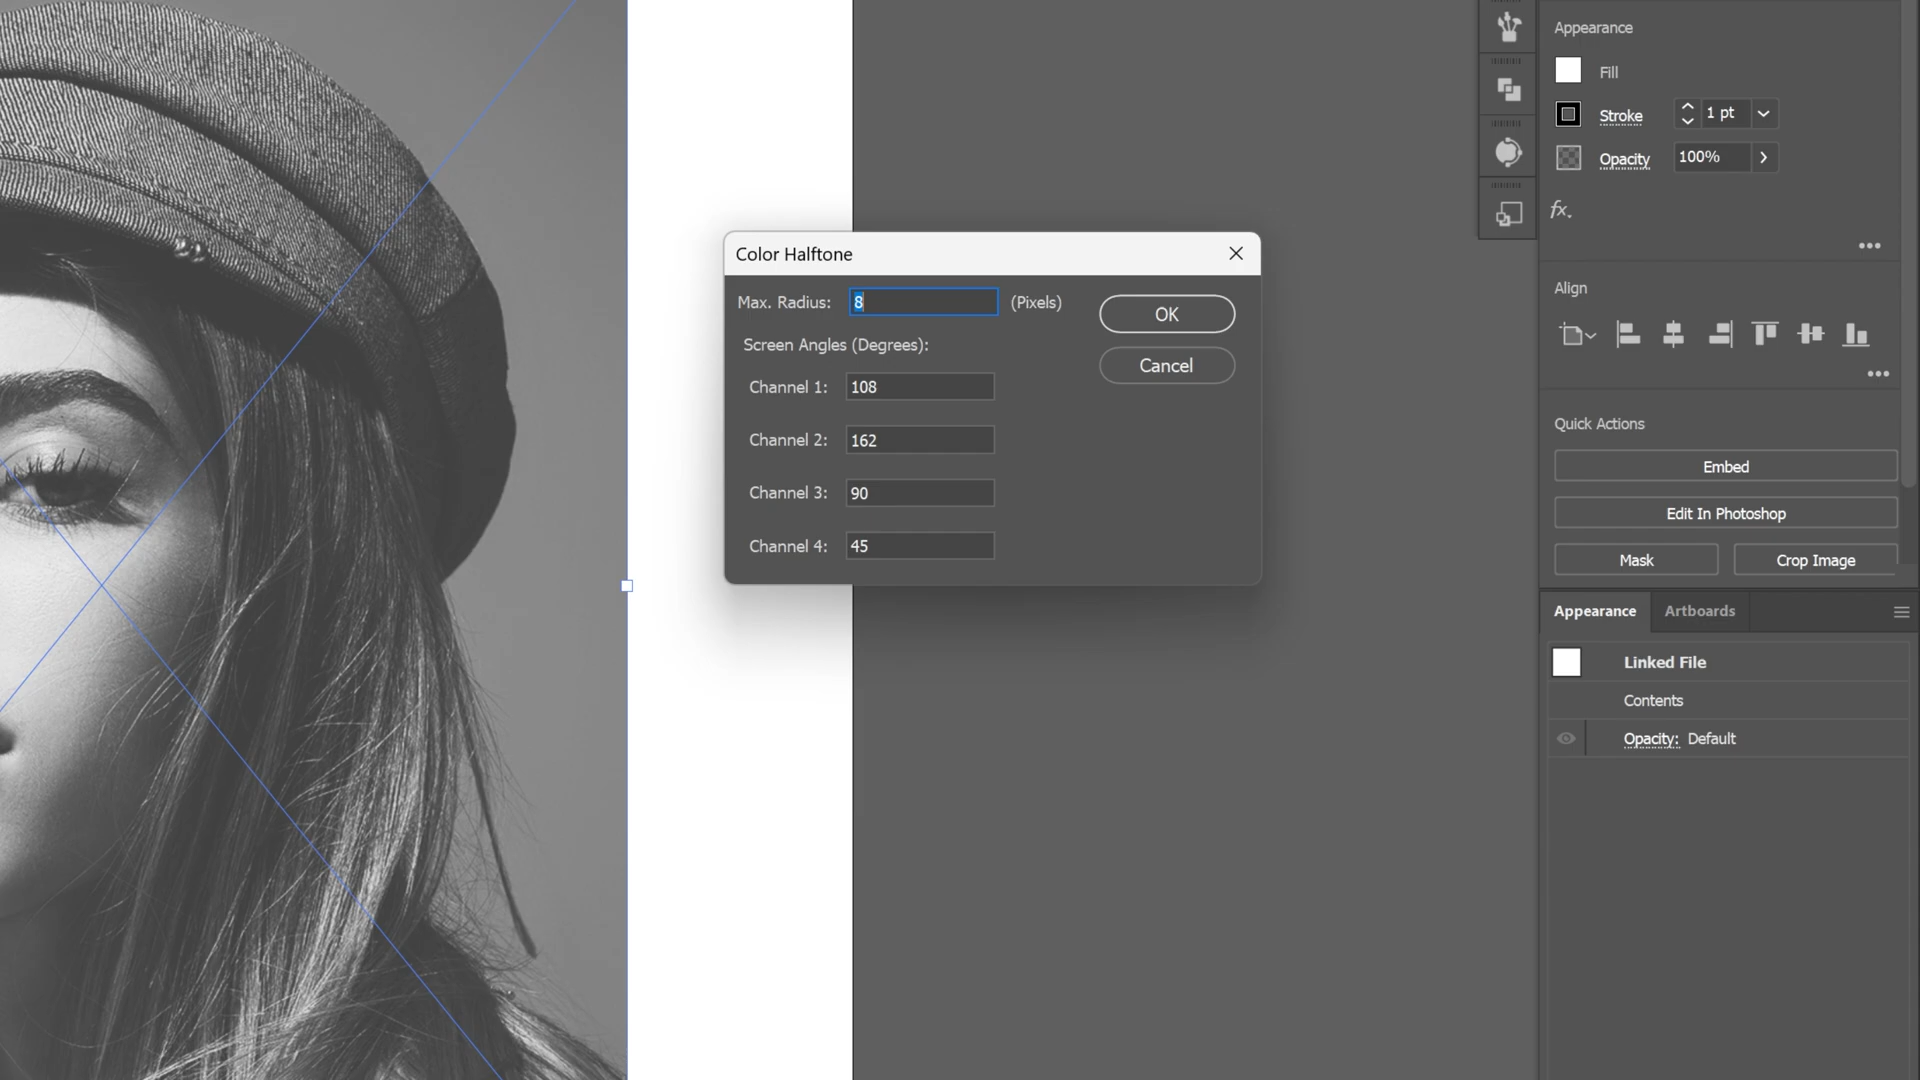 Appearance
Fill
Stroke 1 pt
Opacity 100%
fx.
Color Halftone
Max. Radius: 8 (Pixels)
OK
Screen Angles (Degrees):
Cancel
Channel 1: 108
Channel 2: 162
Channel 3: 90
Channel 4: 45
Align
Quick Actions
Embed
Edit In Photoshop
Mask Crop Image
Appearance Artboards
Linked File
Contents
Opacity: Default